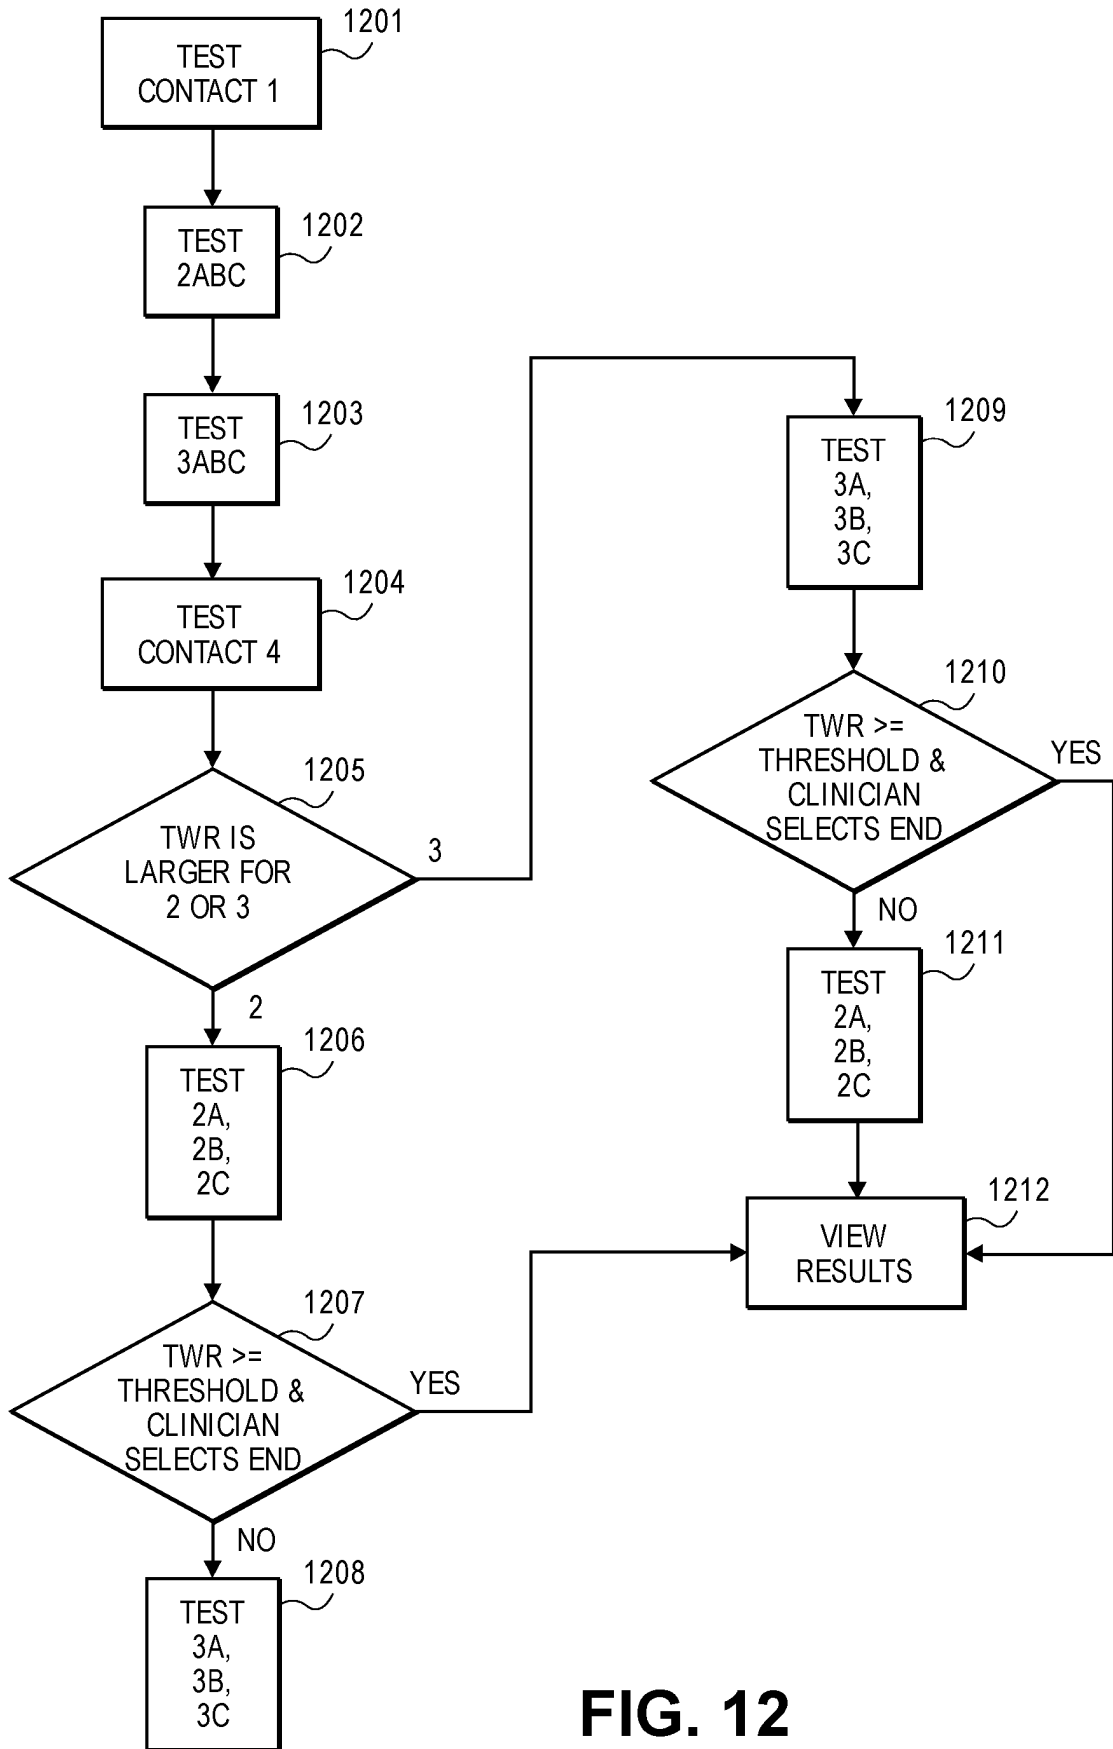 1201
TEST
CONTACT 1
1202
TEST
2ABC
1203
TEST
3ABC
1204
TEST
CONTACT 4
1205
TWR IS
LARGER FOR
2 OR 3
3
2
1206
TEST
2A,
2B,
2C
1207
TWR >=
THRESHOLD &
CLINICIAN
SELECTS END
YES
NO
1208
TEST
3A,
3B,
3C
1209
TEST
3A,
3B,
3C
1210
TWR >=
THRESHOLD &
CLINICIAN
SELECTS END
YES
NO
1211
TEST
2A,
2B,
2C
1212
VIEW
RESULTS
FIG. 12